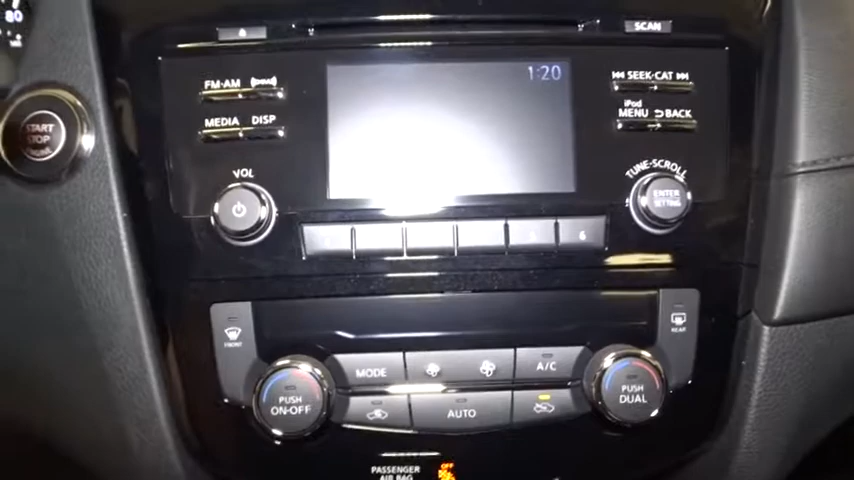 80
SCAN
FM·AM
1:20
SEEK·CAT
iPod
MENU
BACK
MEDIA
DISP
START
STOP
VOL
TUNE·SCROLL
ENTER
SETTING
6
FRONT
REAR
MODE
A/C
PUSH
ON·OFF
AUTO
PUSH
DUAL
PASSENGER
AIR BAG
OFF